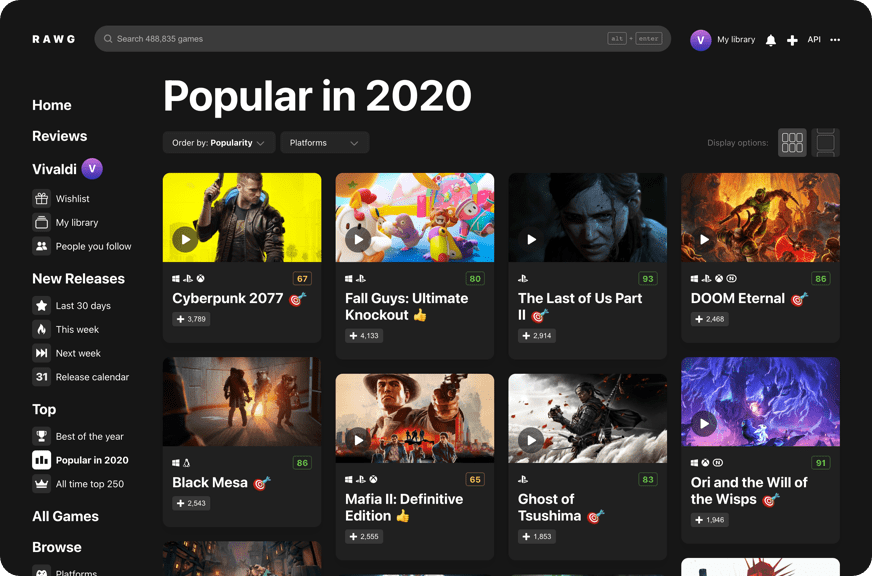 RAWG
Search 488,835 games
alt + enter
V
My library
API
Home
Reviews
Vivaldi V
Wishlist
My library
People you follow
New Releases
Last 30 days
This week
Next week
31 Release calendar
Top
Best of the year
Popular in 2020
All time top 250
All Games
Browse
Platforms
Popular in 2020
Order by: Popularity
Platforms
Display options:
67
Cyberpunk 2077
+ 3,789
80
Fall Guys: Ultimate
Knockout
+ 4,133
93
The Last of Us Part
II
+ 2,914
86
DOOM Eternal
+ 2,468
86
Black Mesa
+ 2,543
65
Mafia II: Definitive
Edition
+ 2,555
83
Ghost of
Tsushima
+ 1,853
91
Ori and the Will of
the Wisps
+ 1,946